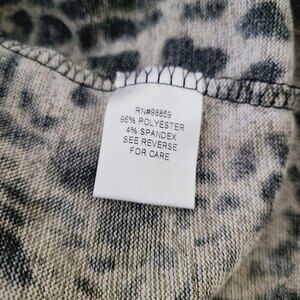 RN#98859
96% POLYESTER
4% SPANDEX
SEE REVERSE
FOR CARE